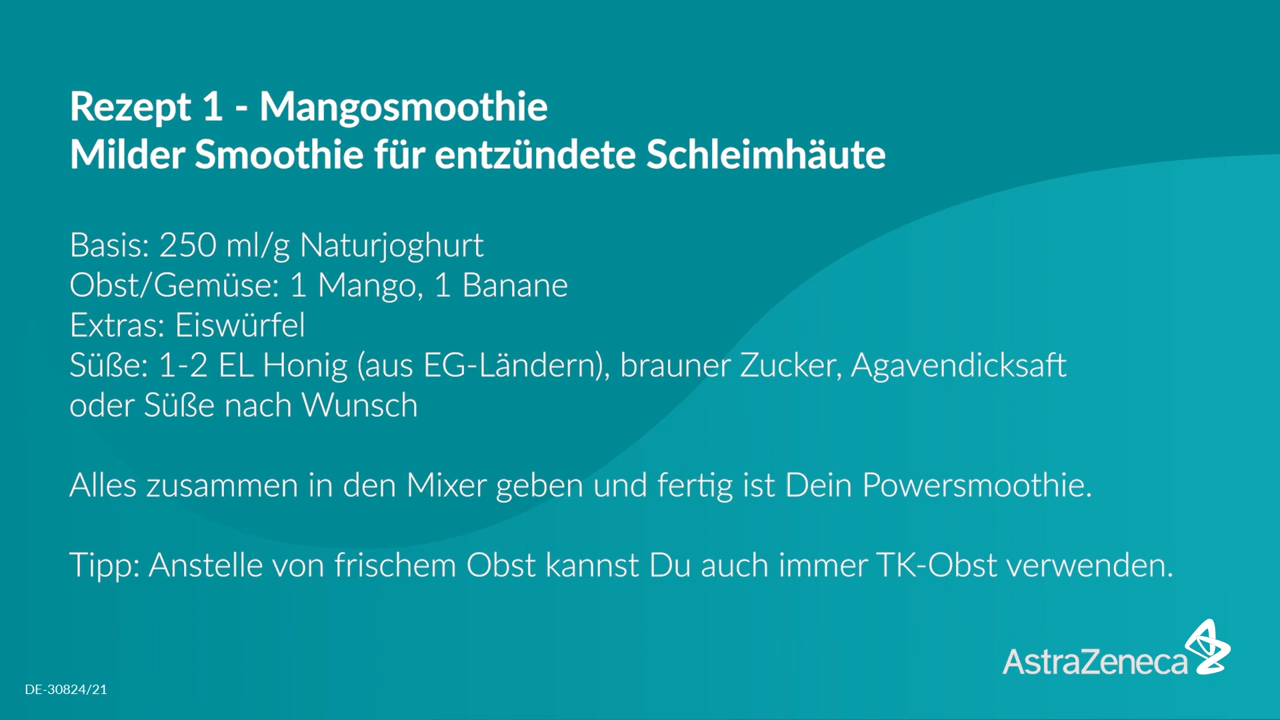 Rezept 1 - Mangosmoothie
Milder Smoothie für entzündete Schleimhäute
Basis: 250 ml/g Naturjoghurt
Obst/Gemüse: 1 Mango, 1 Banane
Extras: Eiswürfel
Süße: 1-2 EL Honig (aus EG-Ländern), brauner Zucker, Agavendicksaft
oder Süße nach Wunsch
Alles zusammen in den Mixer geben und fertig ist Dein Powersmoothie.
Tipp: Anstelle von frischem Obst kannst Du auch immer TK-Obst verwenden.
AstraZeneca
DE-30824/21